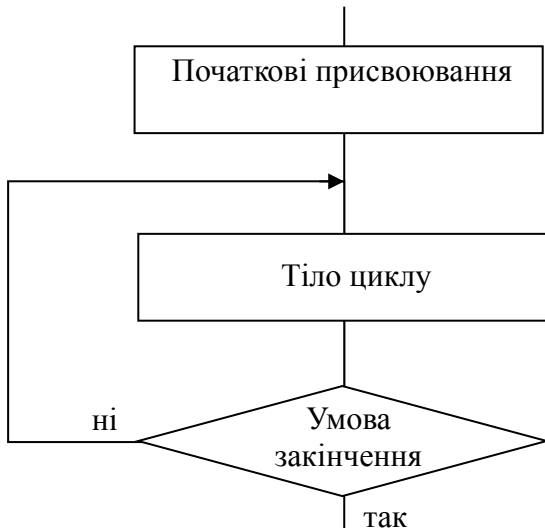 Початкові присвоювання
Тіло циклу
ні
Умова
закінчення
так